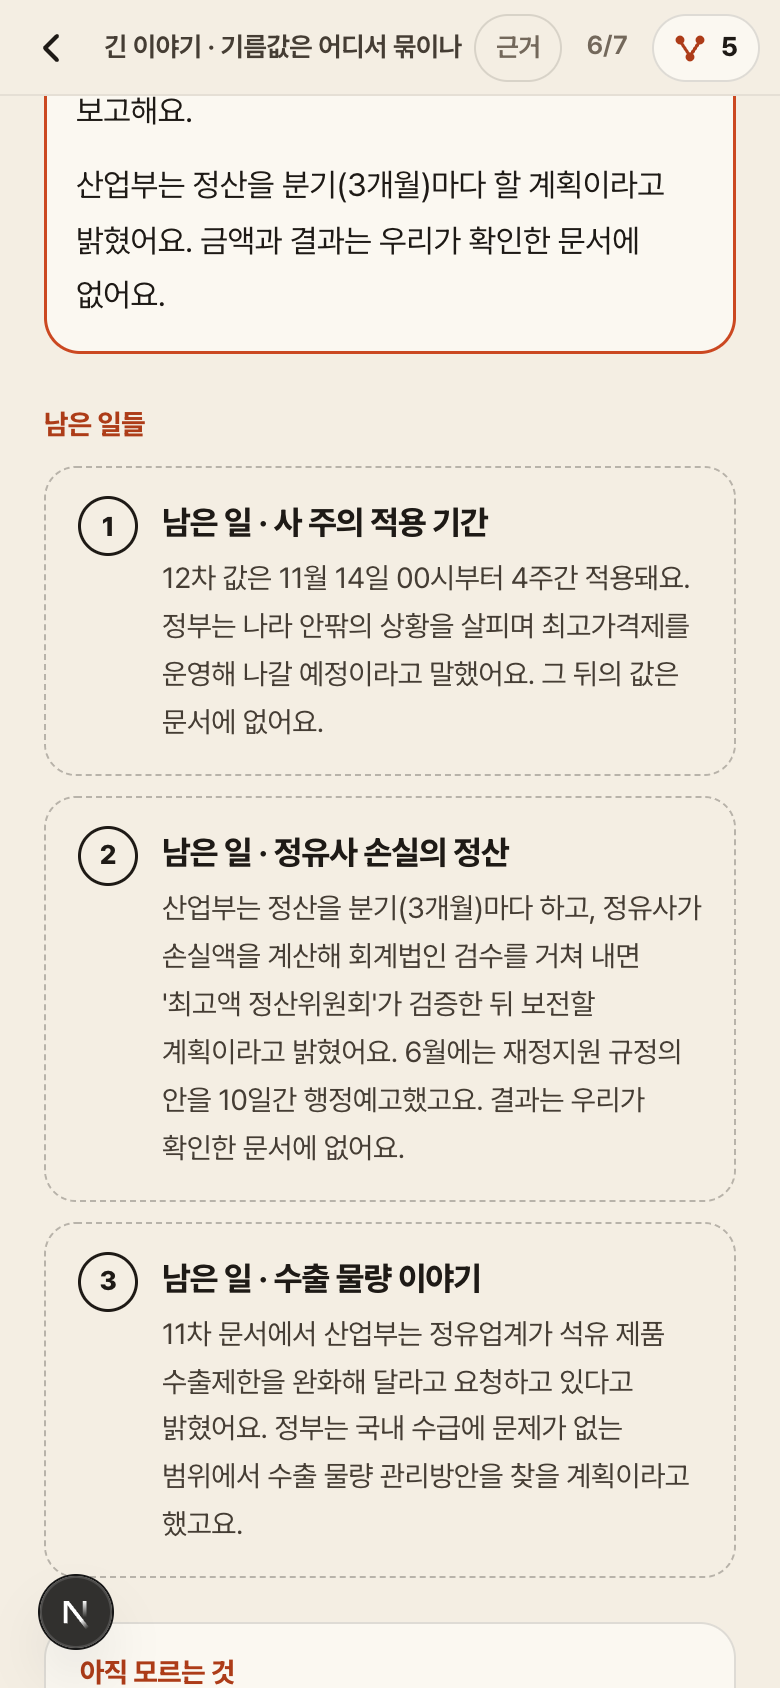 긴 이야기 · 기름값은 어디서 묶이나 근거 6/7 5
보고해요.
산업부는 정산을 분기(3개월)마다 할 계획이라고
밝혔어요. 금액과 결과는 우리가 확인한 문서에
없어요.
남은 일들
1 남은 일 · 사 주의 적용 기간
12차 값은 11월 14일 00시부터 4주간 적용돼요.
정부는 나라 안팎의 상황을 살피며 최고가격제를
운영해 나갈 예정이라고 말했어요. 그 뒤의 값은
문서에 없어요.
2 남은 일 · 정유사 손실의 정산
산업부는 정산을 분기(3개월)마다 하고, 정유사가
손실액을 계산해 회계법인 검수를 거쳐 내면
'최고액 정산위원회'가 검증한 뒤 보전할
계획이라고 밝혔어요. 6월에는 재정지원 규정의
안을 10일간 행정예고했고요. 결과는 우리가
확인한 문서에 없어요.
3 남은 일 · 수출 물량 이야기
11차 문서에서 산업부는 정유업계가 석유 제품
수출제한을 완화해 달라고 요청하고 있다고
밝혔어요. 정부는 국내 수급에 문제가 없는
범위에서 수출 물량 관리방안을 찾을 계획이라고
했고요.
N
아직 모르는 것